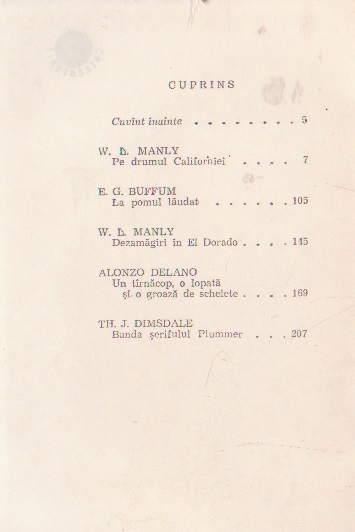 CUPRINS
Cuvînt înainte . . . . . . . . 5
W. L. MANLY
Pe drumul Californiei . . . . 7
E. G. BUFFUM
La pomul lăudat . . . . . . 105
W. L. MANLY
Dezamăgiri în El Dorado . . . . 145
ALONZO DELANO
Un tîrnăcop, o lopată
și o groază de schelete . . . . 169
TH. J. DIMSDALE
Banda șerifului Plummer . . . 207